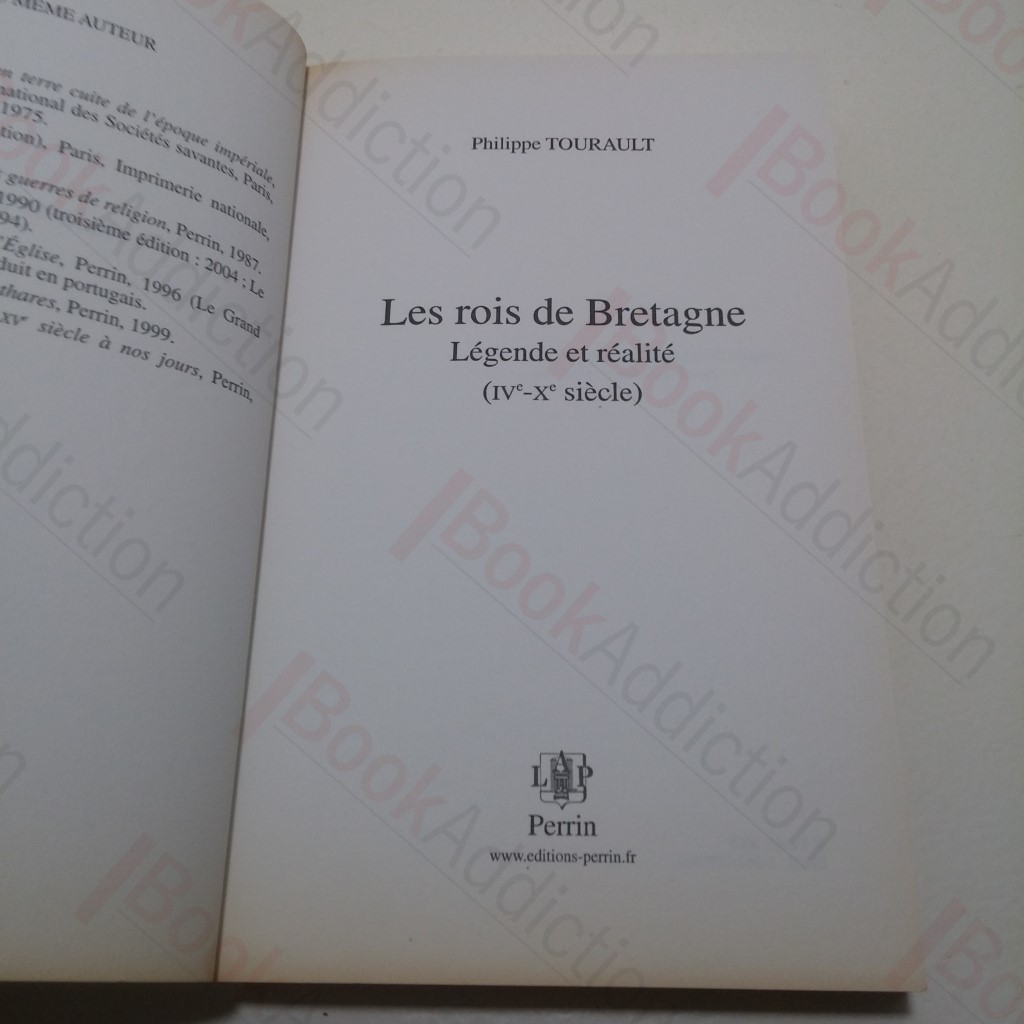 MÊME AUTEUR
en terre cuite de l'époque impériale,
national des Sociétés savantes, Paris,
1975.
tion), Paris, Imprimerie nationale,
guerres de religion, Perrin, 1987.
1990 (troisième édition : 2004 ; Le
94).
l'Église, Perrin, 1996 (Le Grand
duit en portugais.
thares, Perrin, 1999.
XVe siècle à nos jours, Perrin,
Philippe TOURAULT
Les rois de Bretagne
Légende et réalité
(IVe-Xe siècle)
LAP
Perrin
www.editions-perrin.fr
BookAddiction